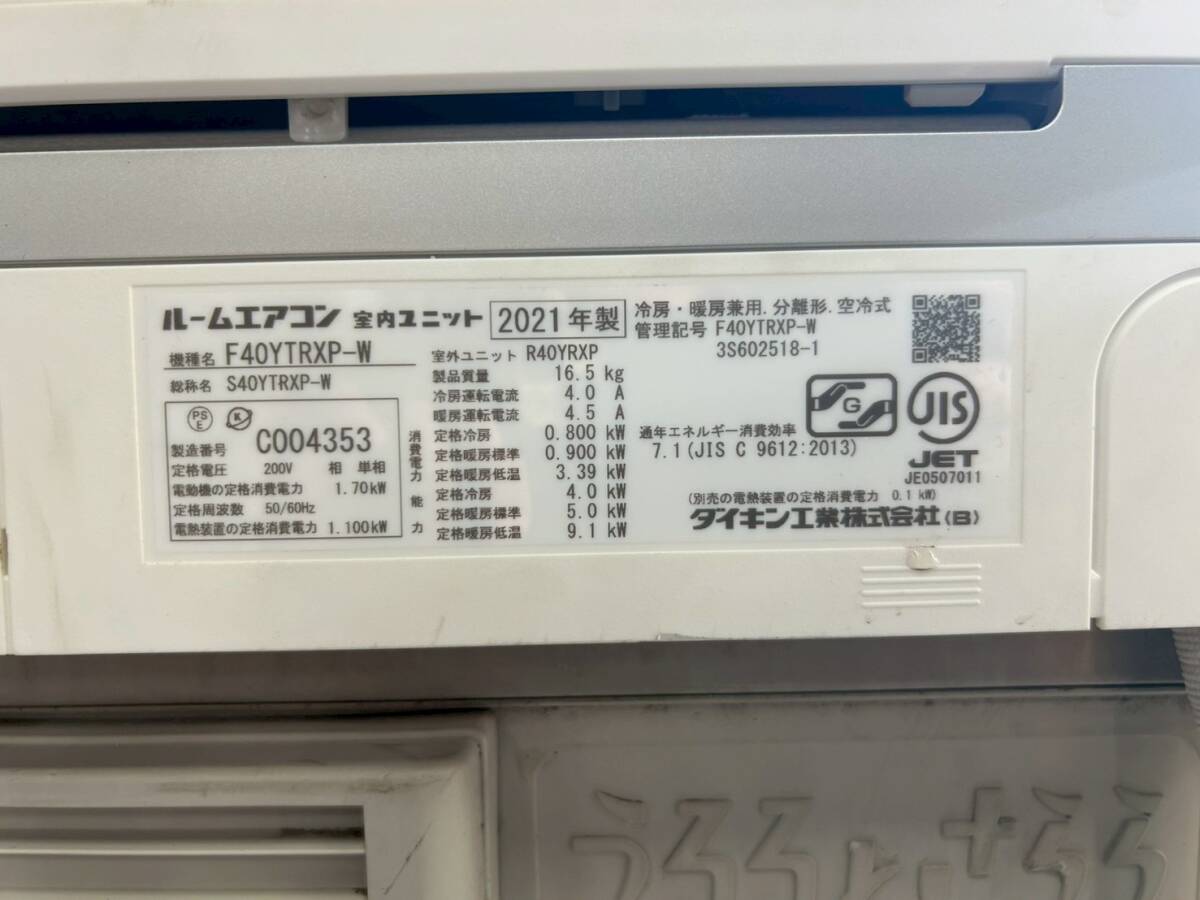 ルームエアコン 室内ユニット 2021年製
機種名 F40YTRXP-W
総称名 S40YTRXP-W
PS
E
K
製造番号 C004353
定格電圧 200V 相 単相
電動機の定格消費電力 1.70kW
定格周波数 50/60Hz
電熱装置の定格消費電力 1.100kW
室外ユニット R40YRXP
製品質量 16.5 kg
冷房運転電流 4.0 A
暖房運転電流 4.5 A
消費電力
定格冷房 0.800 kW
定格暖房標準 0.900 kW
定格暖房低温 3.39 kW
能力
定格冷房 4.0 kW
定格暖房標準 5.0 kW
定格暖房低温 9.1 kW
冷房・暖房兼用.分離形.空冷式
管理記号 F40YTRXP-W
3S602518-1
G
JIS
JET
JE0507011
通年エネルギー消費効率
7.1(JIS C 9612:2013)
(別売の電熱装置の定格消費電力 0.1 kW)
ダイキン工業株式会社(B)
うるるとさらら